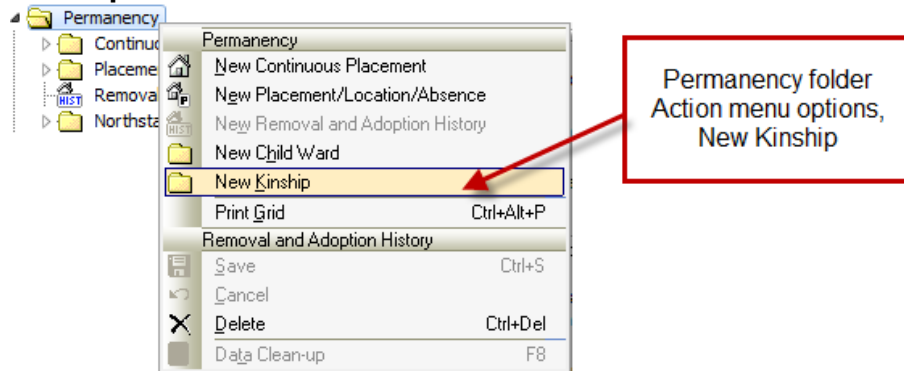 Permanency
Permanency
New Continuous Placement
New Placement/Location/Absence
HIST New Removal and Adoption History
New Child Ward
New Kinship
Print Grid Ctrl+Alt+P
Removal and Adoption History
Save Ctrl+S
Cancel
Delete Ctrl+Del
Data Clean-up F8
Continuo
Placeme
HIST Remova
Northsta
Permanency folder
Action menu options,
New Kinship